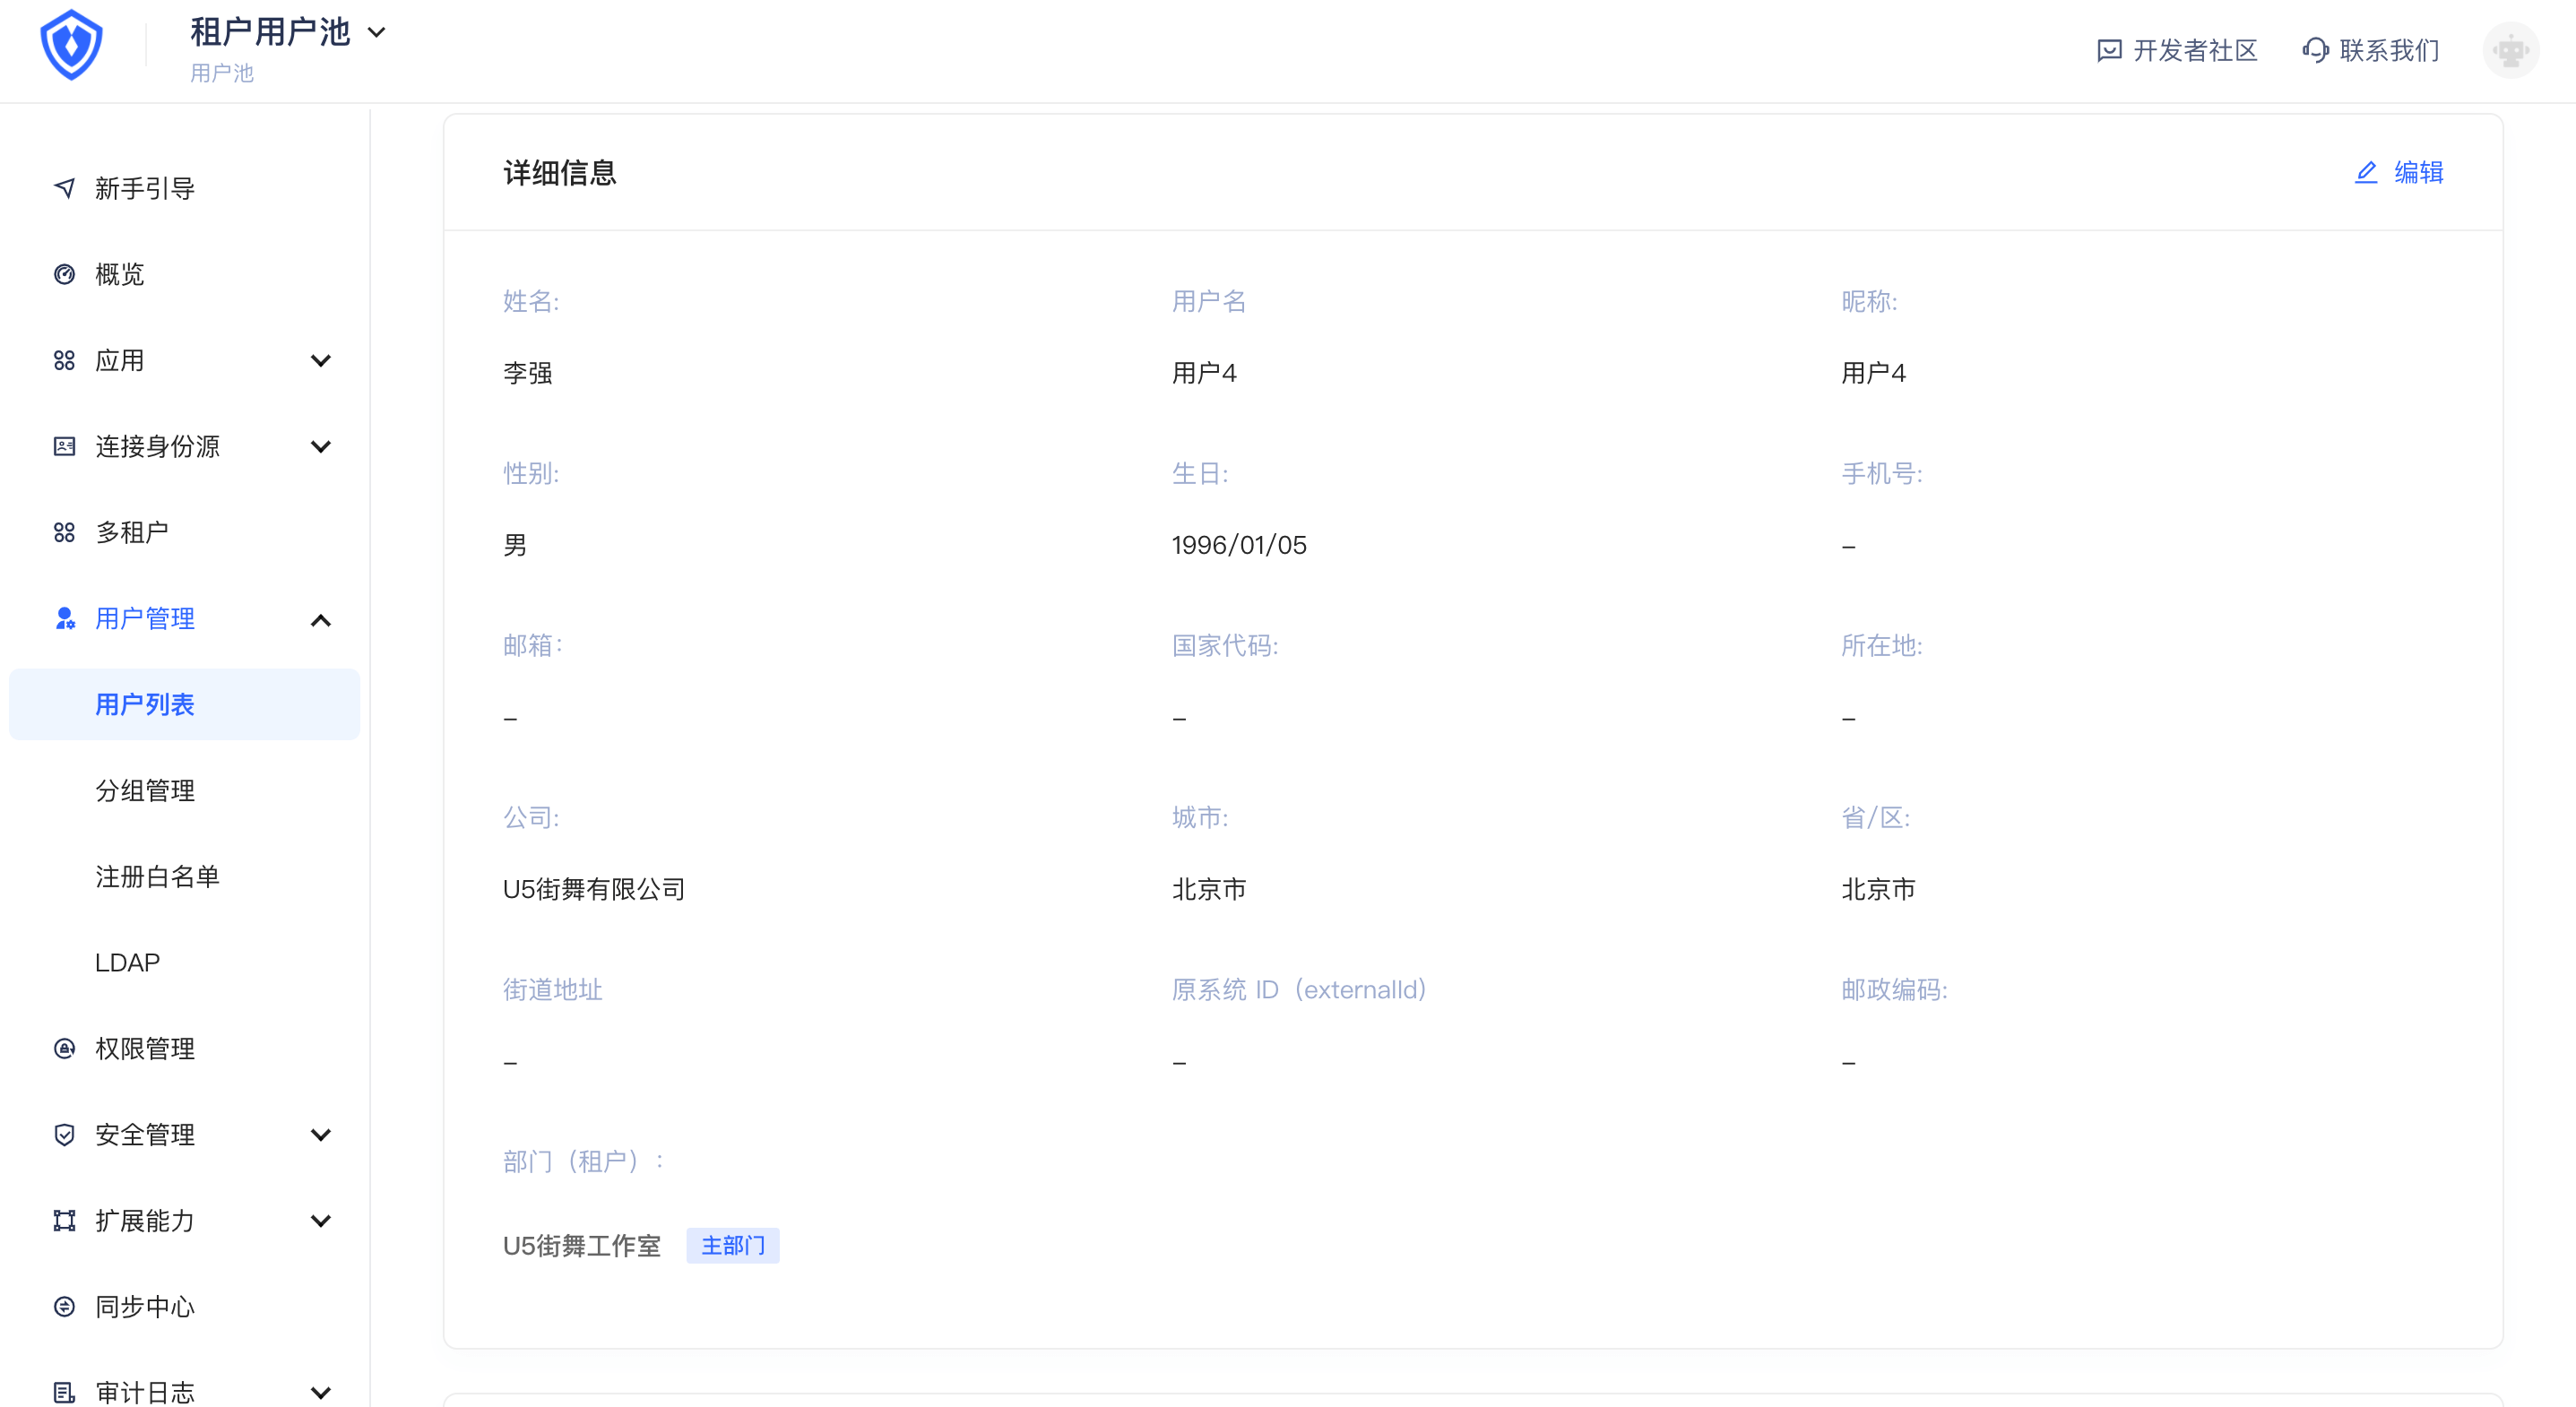 租户用户池
用户池
开发者社区
联系我们
新手引导
概览
应用
连接身份源
多租户
用户管理
用户列表
分组管理
注册白名单
LDAP
权限管理
安全管理
扩展能力
同步中心
审计日志
详细信息
编辑
姓名: 用户名 昵称:
李强 用户4 用户4
性别: 生日: 手机号:
男 1996/01/05 –
邮箱： 国家代码: 所在地:
– – –
公司: 城市: 省/区:
U5街舞有限公司 北京市 北京市
街道地址 原系统 ID（externalId） 邮政编码:
– – –
部门（租户）：
U5街舞工作室 主部门